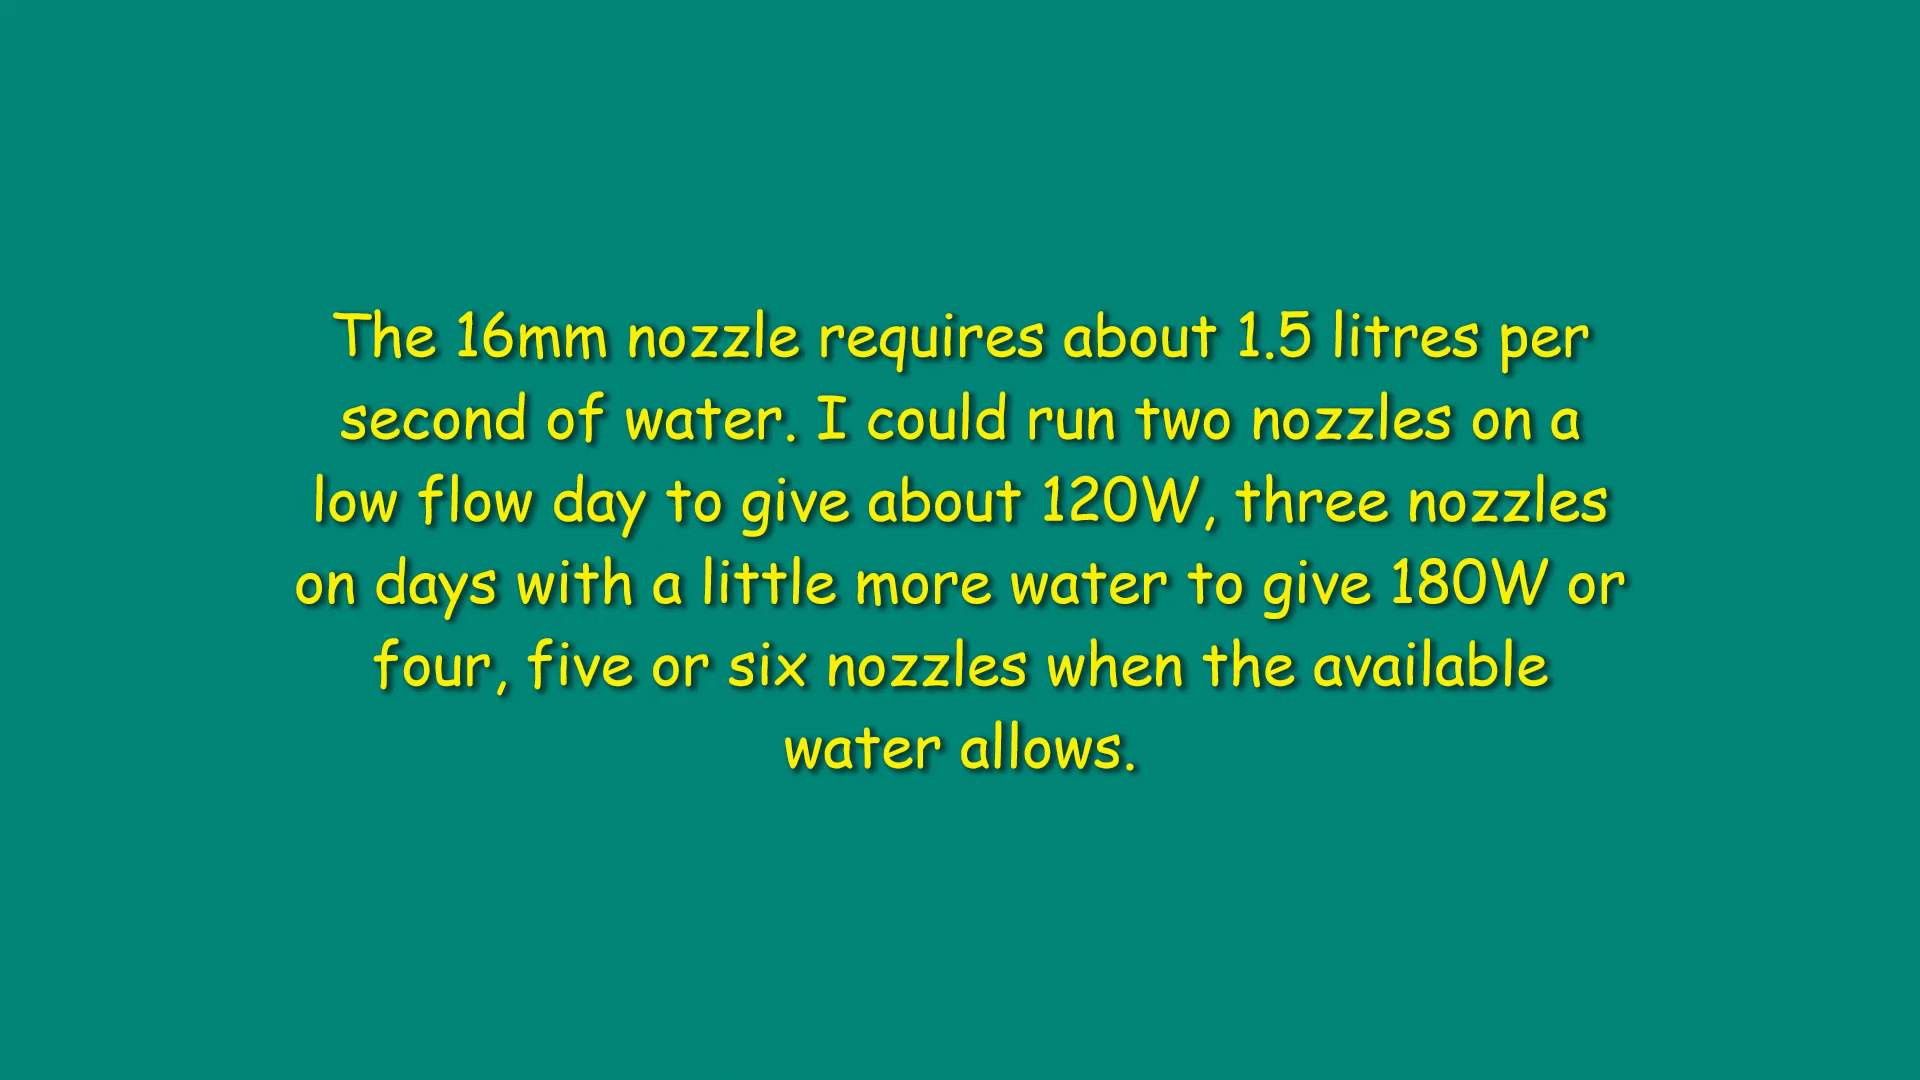 The 16mm nozzle requires about 1.5 litres per
second of water. I could run two nozzles on a
low flow day to give about 120W, three nozzles
on days with a little more water to give 180W or
four, five or six nozzles when the available
water allows.